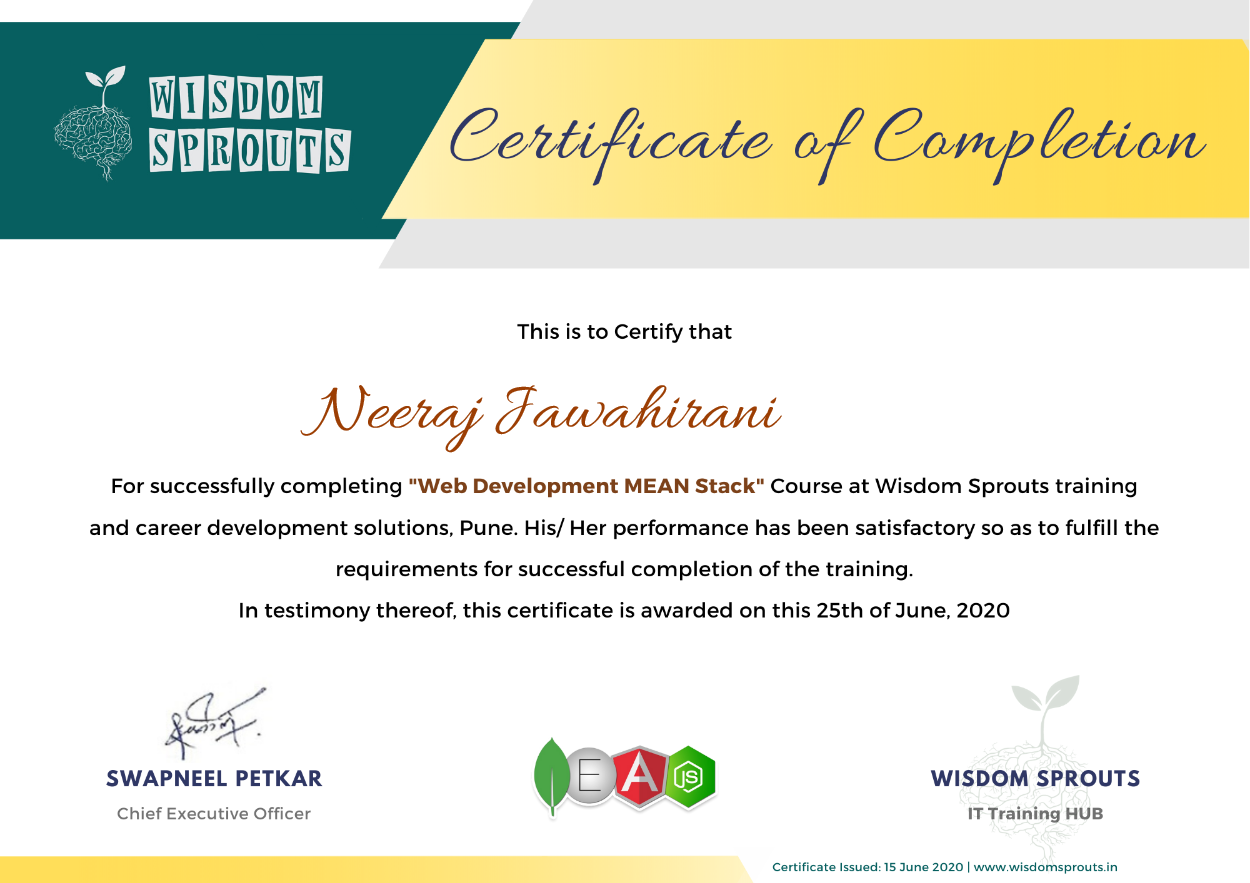 WISDOM
SPROUTS
Certificate of Completion
This is to Certify that
Neeraj Jawahirani
For successfully completing "Web Development MEAN Stack" Course at Wisdom Sprouts training
and career development solutions, Pune. His/ Her performance has been satisfactory so as to fulfill the
requirements for successful completion of the training.
In testimony thereof, this certificate is awarded on this 25th of June, 2020
E A JS
SWAPNEEL PETKAR
Chief Executive Officer
WISDOM SPROUTS
IT Training HUB
Certificate Issued: 15 June 2020 | www.wisdomsprouts.in